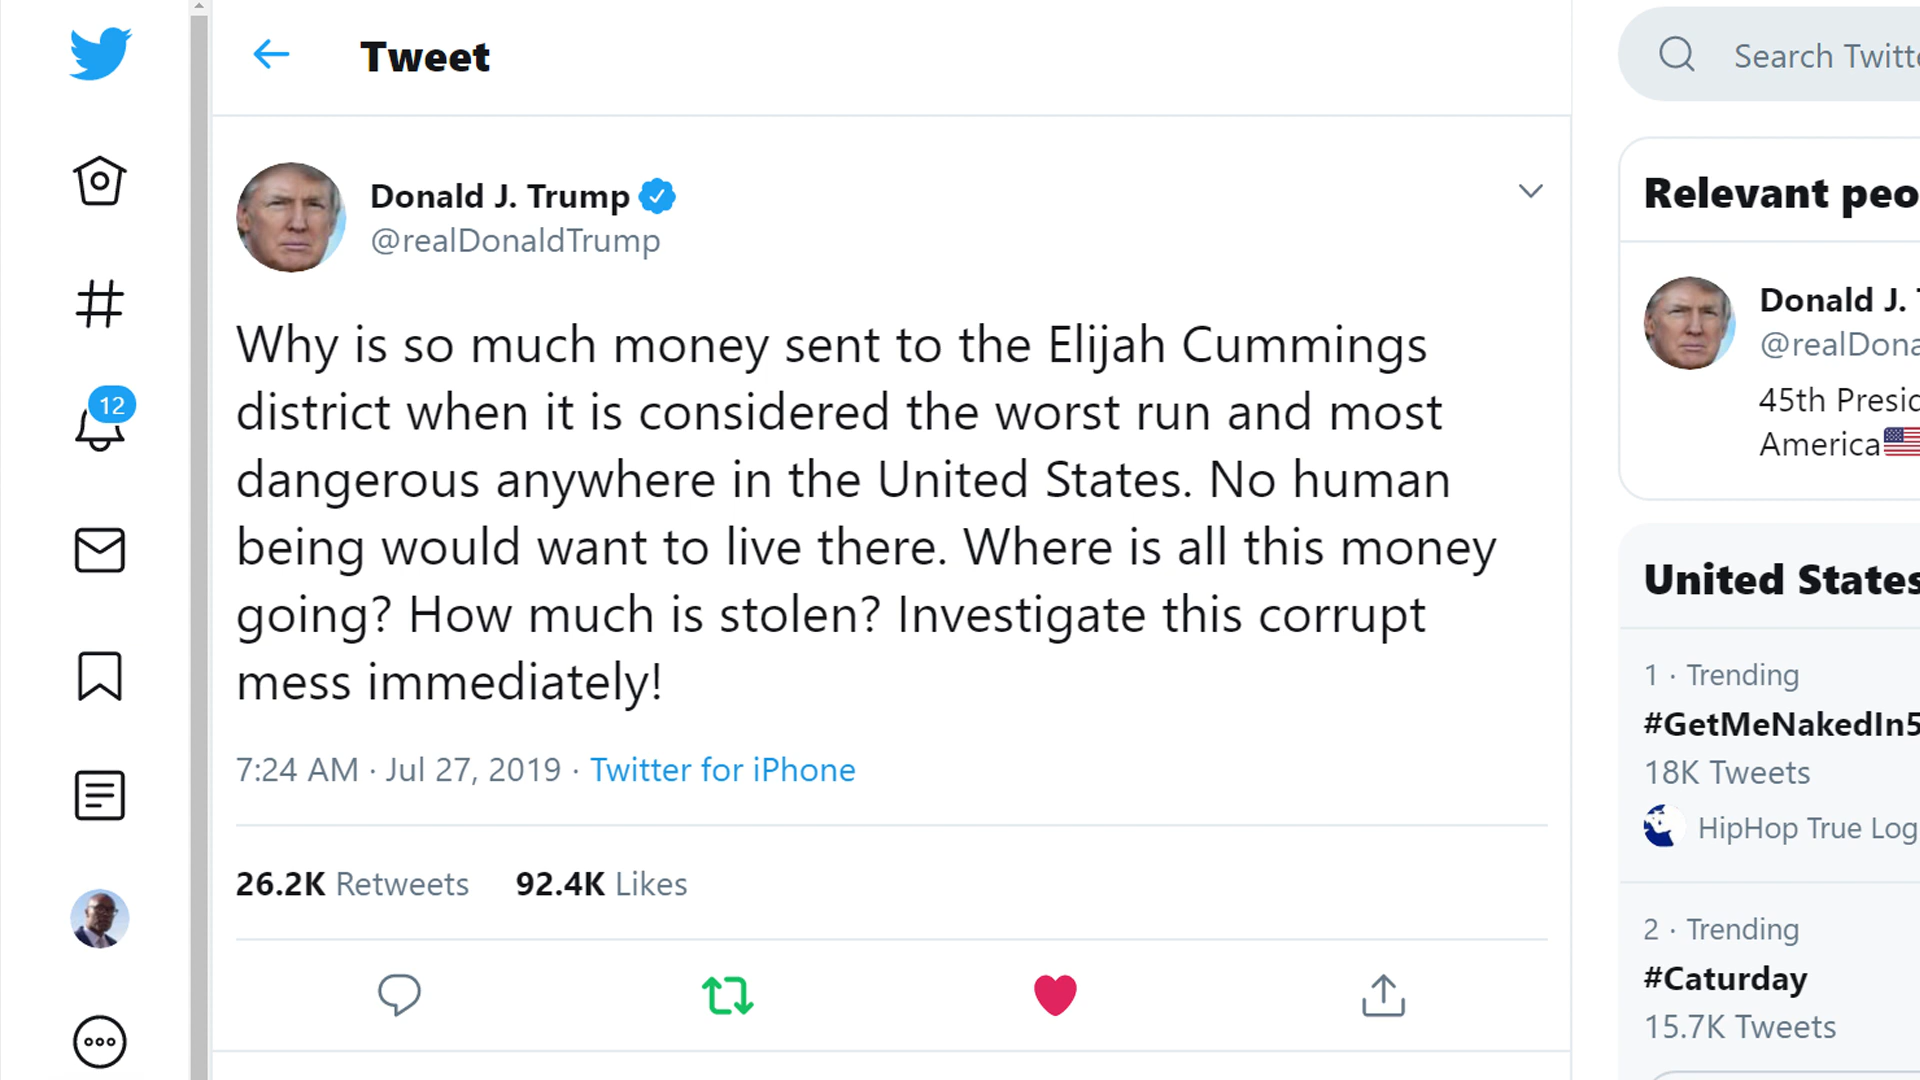 Tweet
Donald J. Trump
@realDonaldTrump
Why is so much money sent to the Elijah Cummings
district when it is considered the worst run and most
dangerous anywhere in the United States. No human
being would want to live there. Where is all this money
going? How much is stolen? Investigate this corrupt
mess immediately!
7:24 AM · Jul 27, 2019 · Twitter for iPhone
26.2K Retweets 92.4K Likes
12
Search Twitte
Relevant peo
Donald J. T
@realDona
45th Presid
America
United States
1 · Trending
#GetMeNakedIn5
18K Tweets
HipHop True Log
2 · Trending
#Caturday
15.7K Tweets